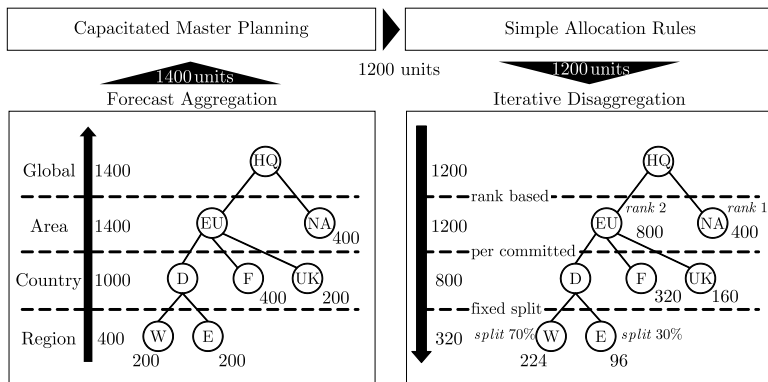 Capacitated Master Planning
Simple Allocation Rules
1400 units
1200 units
1200 units
Forecast Aggregation
Iterative Disaggregation
Global
1400
HQ
Area
1400
EU
NA
400
Country
1000
D
F
UK
400
200
Region
400
W
E
200
200
1200
HQ
rank based
rank 2
rank 1
1200
EU
800
NA
400
per committed
800
D
F
UK
320
160
fixed split
320
split 70%
W
E
split 30%
224
96